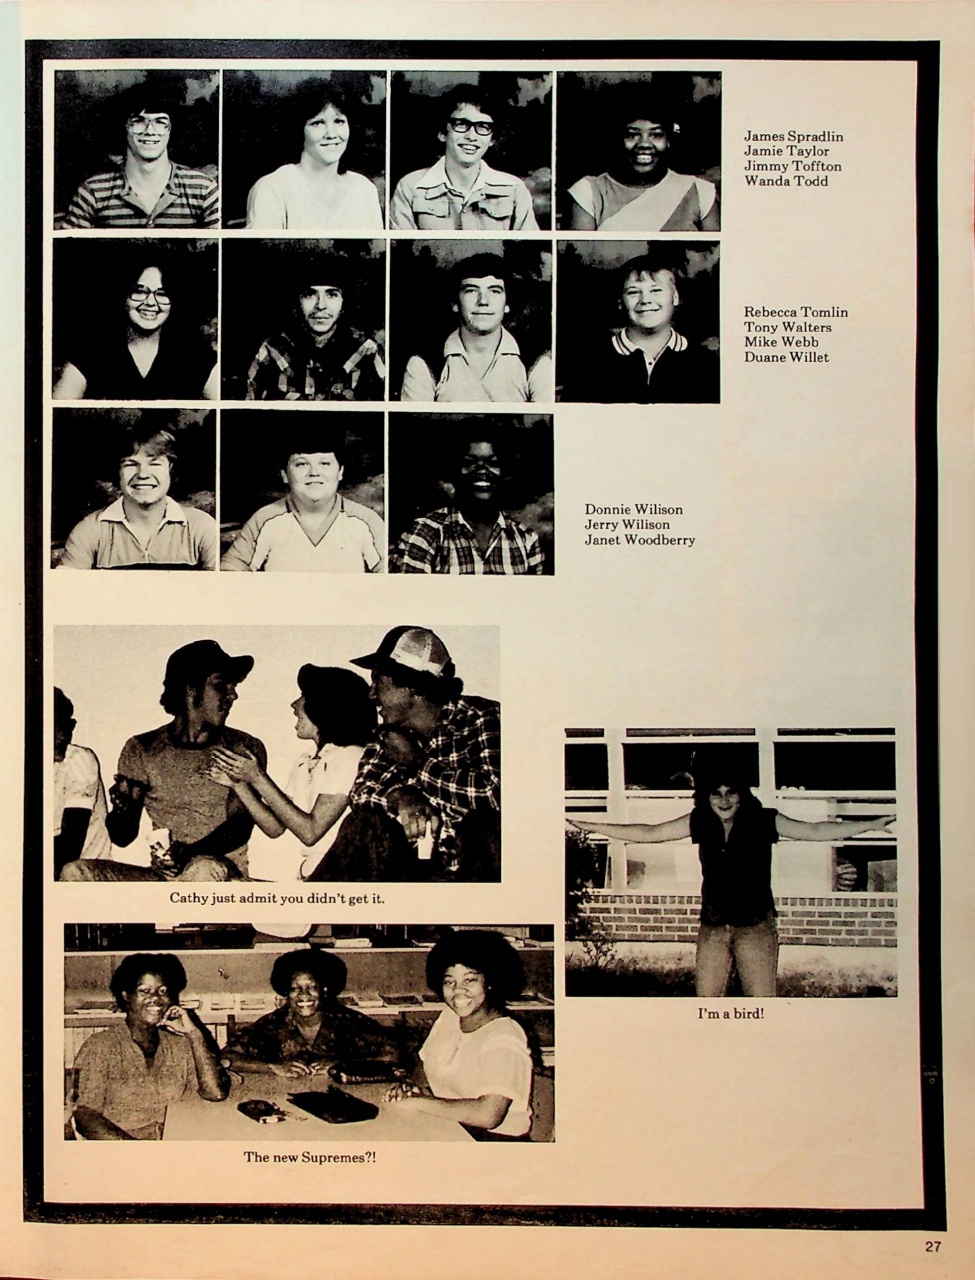 James Spradlin
Jamie Taylor
Jimmy Toffton
Wanda Todd
Rebecca Tomlin
Tony Walters
Mike Webb
Duane Willet
Donnie Wilison
Jerry Wilison
Janet Woodberry
Cathy just admit you didn't get it.
I'm a bird!
The new Supremes?!
27